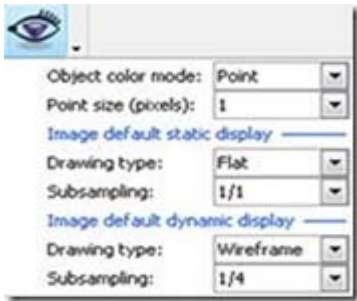 Object color mode: Point
Point size (pixels): 1
Image default static display
Drawing type: Flat
Subsampling: 1/1
Image default dynamic display
Drawing type: Wireframe
Subsampling: 1/4